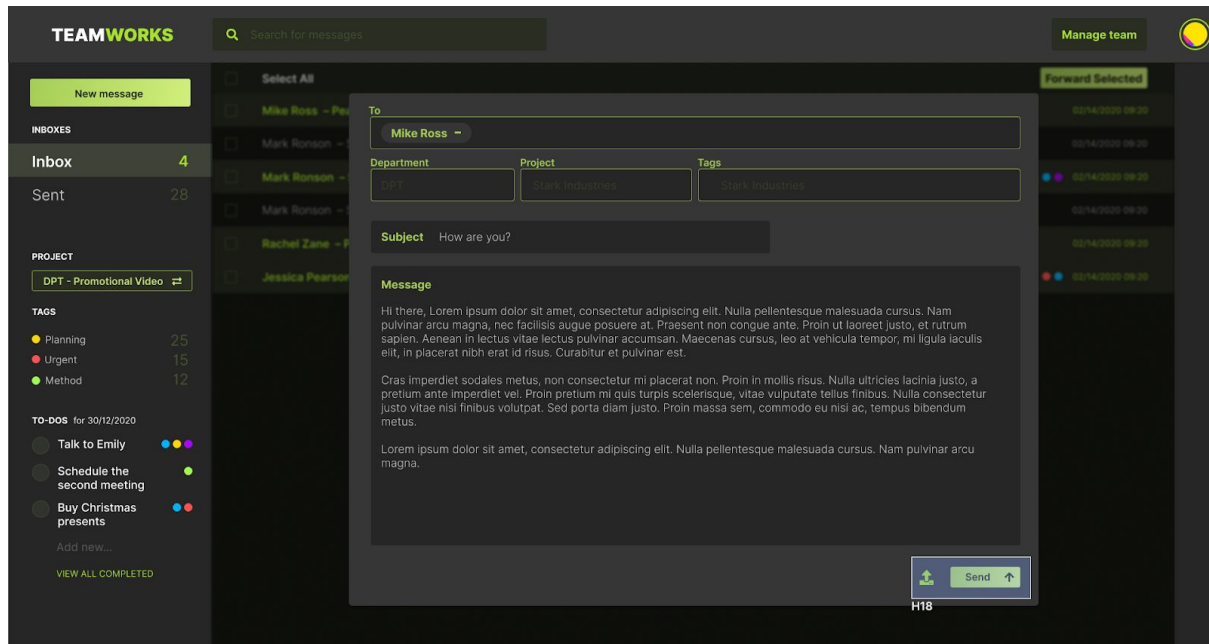 TEAMWORKS
Search for messages
Manage team
New message
Select All
Forward Selected
INBOXES
Inbox 4
Sent 28
Mike Ross - Pea 02/14/2020 09:20
Mark Ronson - 02/14/2020 09:20
Mark Ronson - 02/14/2020 09:20
Mark Ronson - 02/14/2020 09:20
Rachel Zane - P 02/14/2020 09:20
Jessica Pearson 02/14/2020 09:20
PROJECT
DPT - Promotional Video
TAGS
Planning 25
Urgent 15
Method 12
TO-DOS for 30/12/2020
Talk to Emily
Schedule the
second meeting
Buy Christmas
presents
Add new...
VIEW ALL COMPLETED
To
Mike Ross -
Department Project Tags
DPT Stark Industries Stark Industries
Subject How are you?
Message
Hi there, Lorem ipsum dolor sit amet, consectetur adipiscing elit. Nulla pellentesque malesuada cursus. Nam
pulvinar arcu magna, nec facilisis augue posuere at. Praesent non congue ante. Proin ut laoreet justo, et rutrum
sapien. Aenean in lectus vitae lectus pulvinar accumsan. Maecenas cursus, leo at vehicula tempor, mi ligula iaculis
elit, in placerat nibh erat id risus. Curabitur et pulvinar est.
Cras imperdiet sodales metus, non consectetur mi placerat non. Proin in mollis risus. Nulla ultricies lacinia justo, a
pretium ante imperdiet vel. Proin pretium mi quis turpis scelerisque, vitae vulputate tellus finibus. Nulla consectetur
justo vitae nisi finibus volutpat. Sed porta diam justo. Proin massa sem, commodo eu nisi ac, tempus bibendum
metus.
Lorem ipsum dolor sit amet, consectetur adipiscing elit. Nulla pellentesque malesuada cursus. Nam pulvinar arcu
magna.
Send
H18